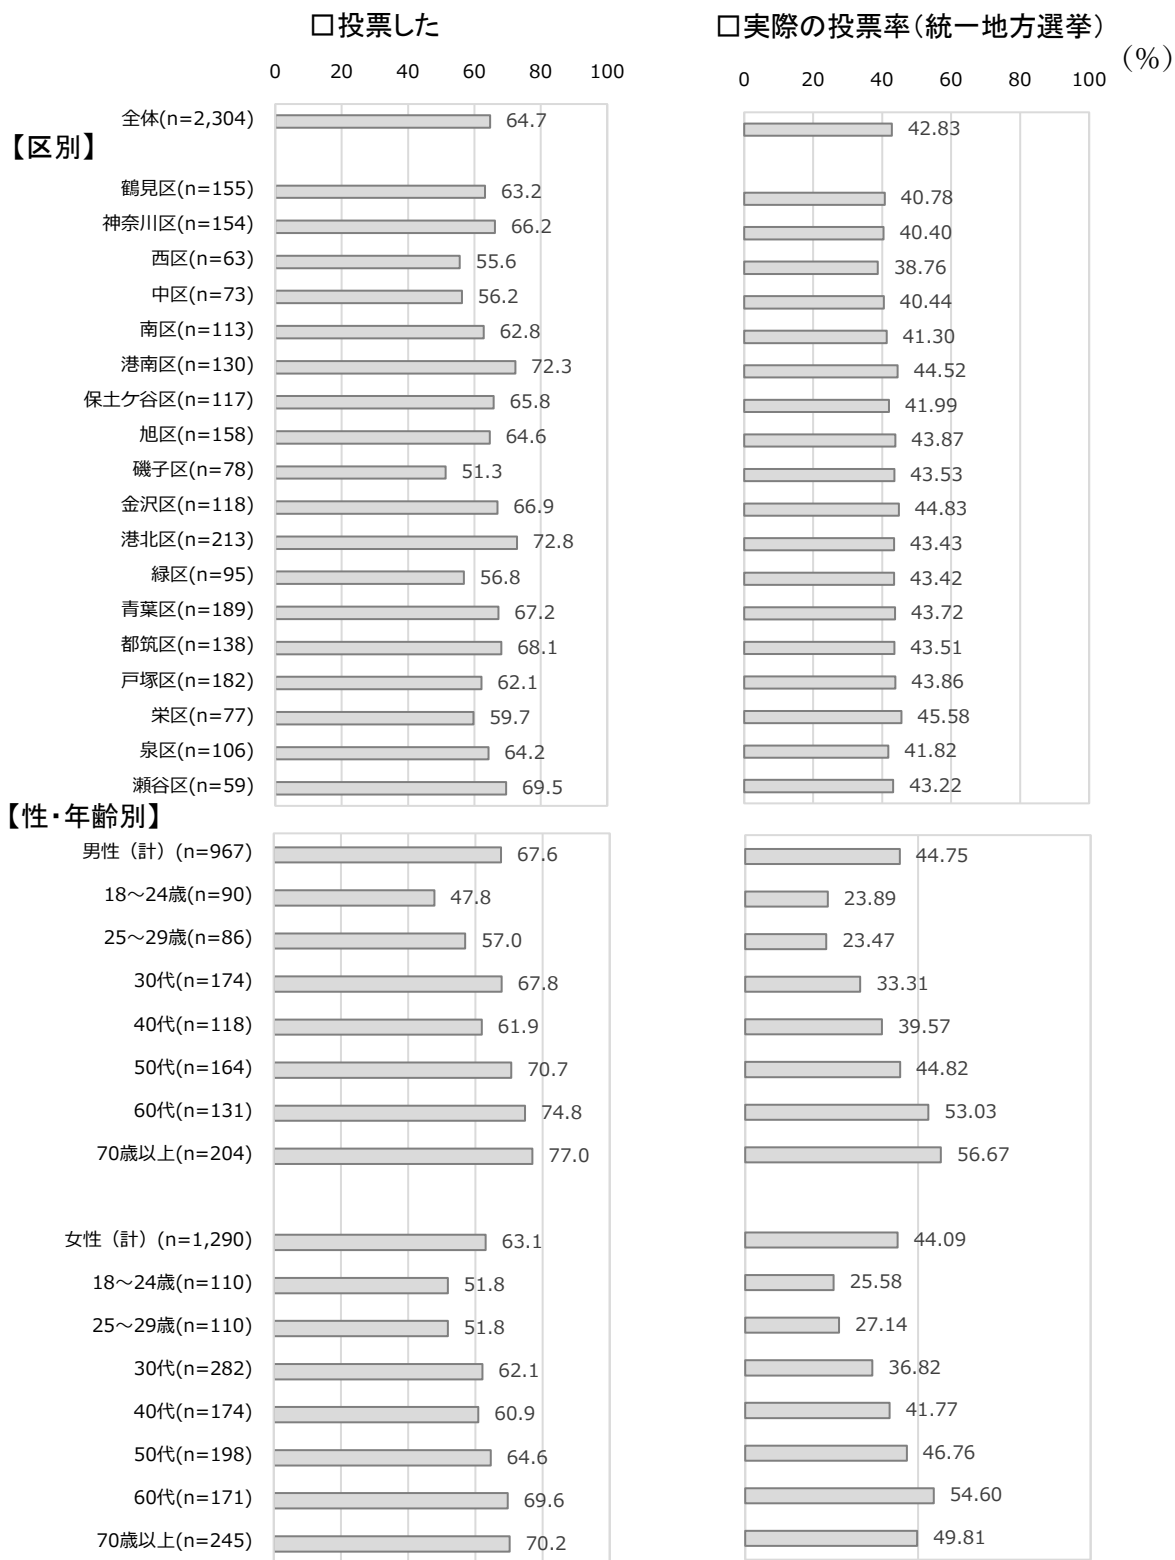 □投票した
□実際の投票率(統一地方選挙)
(%)
0 20 40 60 80 100
0 20 40 60 80 100
全体(n=2,304) 64.7 42.83
【区別】
鶴見区(n=155) 63.2 40.78
神奈川区(n=154) 66.2 40.40
西区(n=63) 55.6 38.76
中区(n=73) 56.2 40.44
南区(n=113) 62.8 41.30
港南区(n=130) 72.3 44.52
保土ケ谷区(n=117) 65.8 41.99
旭区(n=158) 64.6 43.87
磯子区(n=78) 51.3 43.53
金沢区(n=118) 66.9 44.83
港北区(n=213) 72.8 43.43
緑区(n=95) 56.8 43.42
青葉区(n=189) 67.2 43.72
都筑区(n=138) 68.1 43.51
戸塚区(n=182) 62.1 43.86
栄区(n=77) 59.7 45.58
泉区(n=106) 64.2 41.82
瀬谷区(n=59) 69.5 43.22
【性・年齢別】
男性(計)(n=967) 67.6 44.75
18~24歳(n=90) 47.8 23.89
25~29歳(n=86) 57.0 23.47
30代(n=174) 67.8 33.31
40代(n=118) 61.9 39.57
50代(n=164) 70.7 44.82
60代(n=131) 74.8 53.03
70歳以上(n=204) 77.0 56.67
女性(計)(n=1,290) 63.1 44.09
18~24歳(n=110) 51.8 25.58
25~29歳(n=110) 51.8 27.14
30代(n=282) 62.1 36.82
40代(n=174) 60.9 41.77
50代(n=198) 64.6 46.76
60代(n=171) 69.6 54.60
70歳以上(n=245) 70.2 49.81